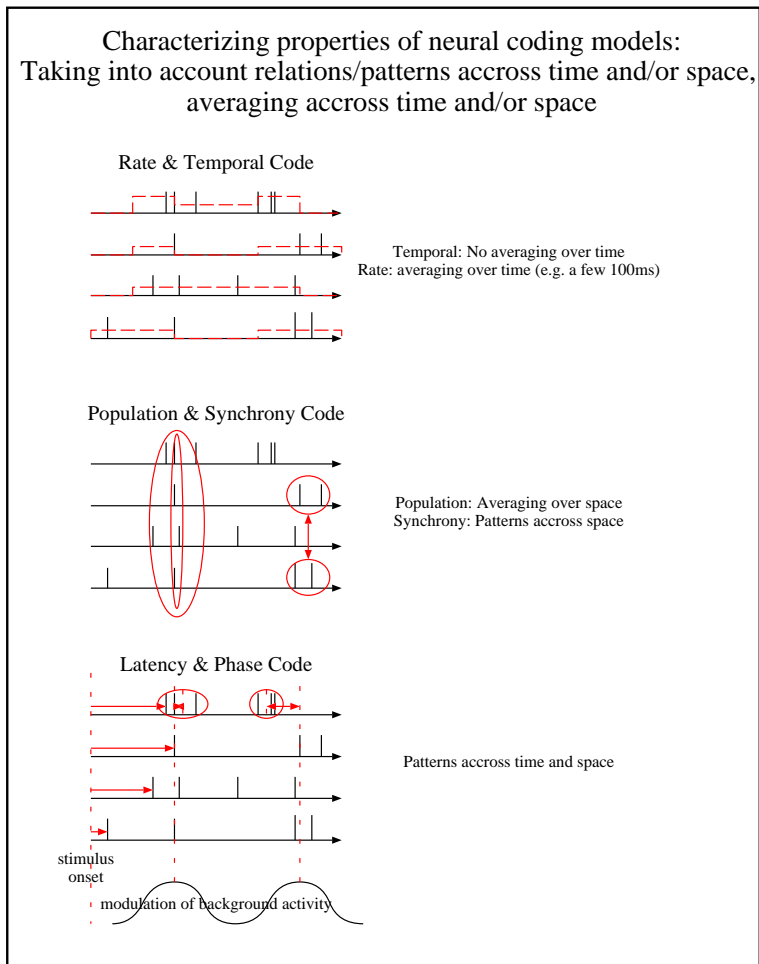 Characterizing properties of neural coding models:
Taking into account relations/patterns accross time and/or space,
averaging accross time and/or space
Rate & Temporal Code
Temporal: No averaging over time
Rate: averaging over time (e.g. a few 100ms)
Population & Synchrony Code
Population: Averaging over space
Synchrony: Patterns accross space
Latency & Phase Code
Patterns accross time and space
stimulus
onset
modulation of background activity